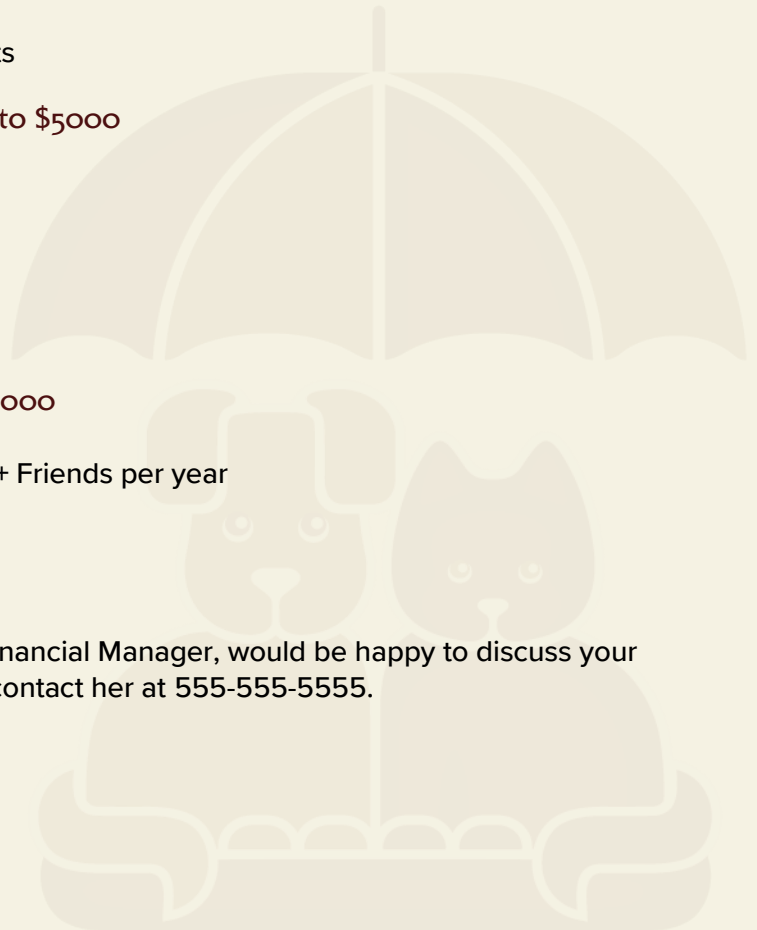 ts
to $5000
000
+ Friends per year
nancial Manager, would be happy to discuss your
contact her at 555-555-5555.